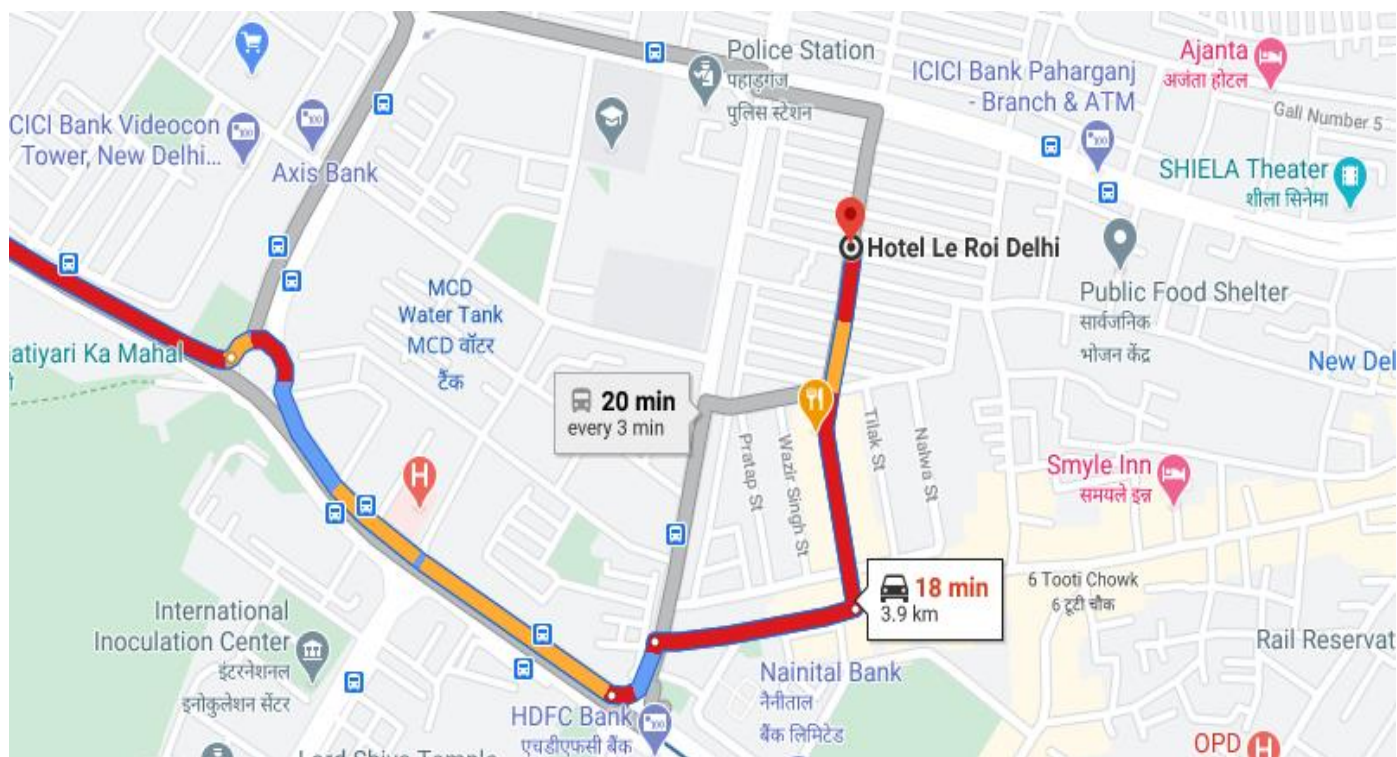 Police Station
पहाड़गंज
पुलिस स्टेशन
ICICI Bank Paharganj
- Branch & ATM
Ajanta
अजंता होटल
Gali Number 5
CICI Bank Videocon
Tower, New Delhi...
Axis Bank
SHIELA Theater
शीला सिनेमा
Hotel Le Roi Delhi
MCD
Water Tank
MCD वॉटर
टैंक
Public Food Shelter
सार्वजनिक
भोजन केंद्र
atiyari Ka Mahal
New Del
20 min
every 3 min
Pratap St
Wazir Singh St
Tilak St
Nalwa St
Smyle Inn
समयले इन्न
18 min
3.9 km
6 Tooti Chowk
6 टूटी चौक
International
Inoculation Center
इंटरनेशनल
इनोकुलेशन सेंटर
Rail Reservat
Nainital Bank
नैनीताल
बैंक लिमिटेड
HDFC Bank
एचडीएफसी बैंक
OPD